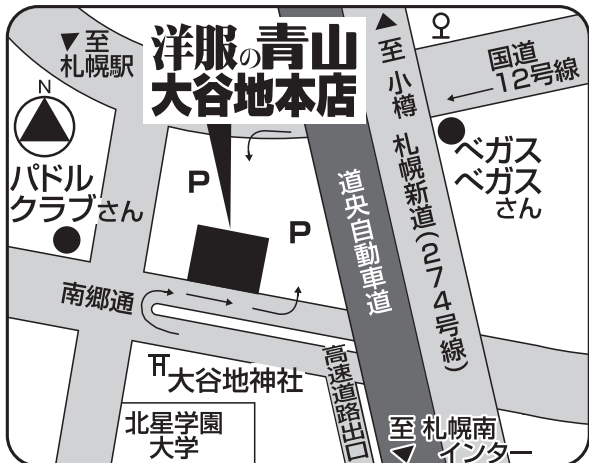 ▼至
札幌駅
洋服の青山
大谷地本店
▲至 小樽
国道
12号線
N
パドル
クラブさん
P
P
ベガス
ベガス
さん
道央自動車道
札幌新道(274号線)
南郷通
大谷地神社
北星学園
大学
高速道路出口
至 札幌南
▼ インター